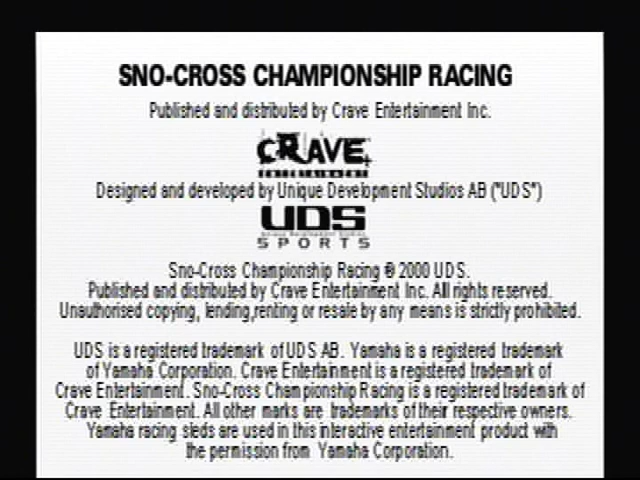 SNO-CROSS CHAMPIONSHIP RACING
Published and distributed by Crave Entertainment Inc.
CRAVE
ENTERTAINMENT
Designed and developed by Unique Development Studios AB ("UDS")
UDS
SPORTS
Sno-Cross Championship Racing ® 2000 UDS.
Published and distributed by Crave Entertainment Inc. All rights reserved.
Unauthorised copying, lending,renting or resale by any means is strictly prohibited.
UDS is a registered trademark of UDS AB. Yamaha is a registered trademark
of Yamaha Corporation. Crave Entertainment is a registered trademark of
Crave Entertainment. Sno-Cross Championship Racing is a registered trademark of
Crave Entertainment. All other marks are trademarks of their respective owners.
Yamaha racing sleds are used in this interactive entertainment product with
the permission from Yamaha Corporation.